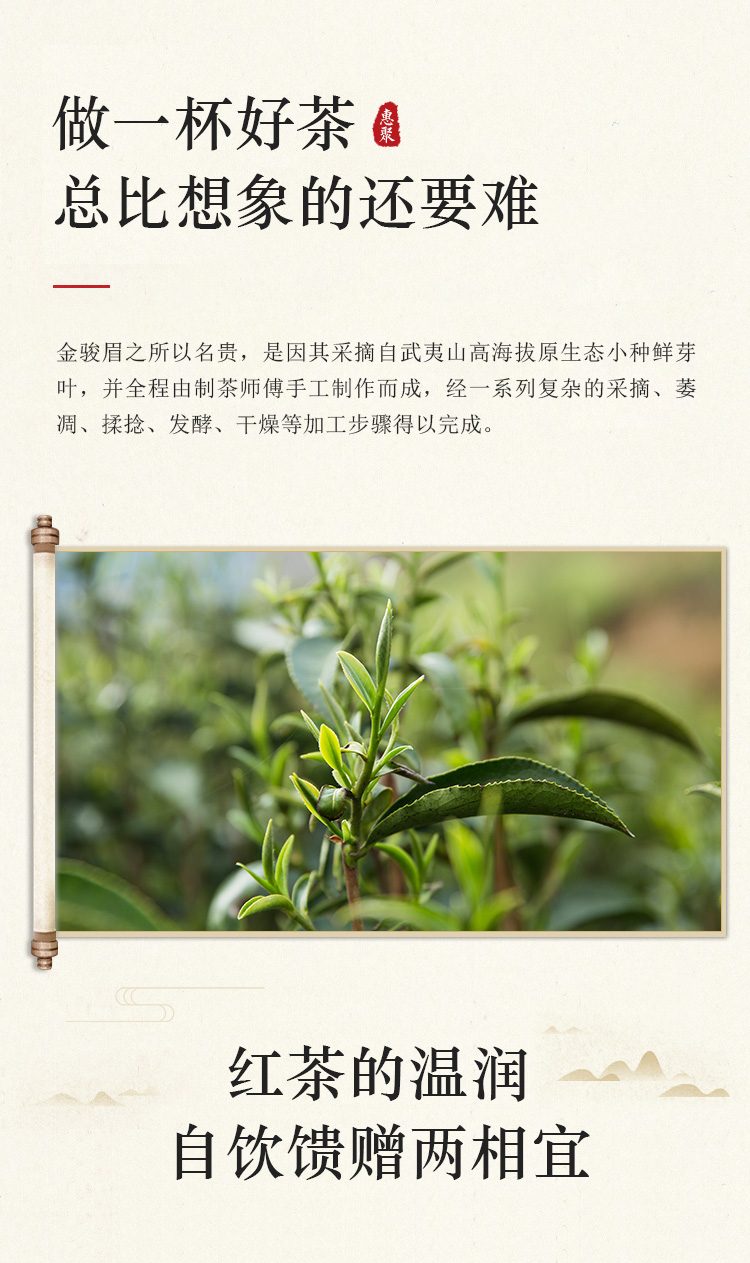 做一杯好茶
惠聚
总比想象的还要难
金骏眉之所以名贵，是因其采摘自武夷山高海拔原生态小种鲜芽
叶，并全程由制茶师傅手工制作而成，经一系列复杂的采摘、萎
凋、揉捻、发酵、干燥等加工步骤得以完成。
红茶的温润
自饮馈赠两相宜